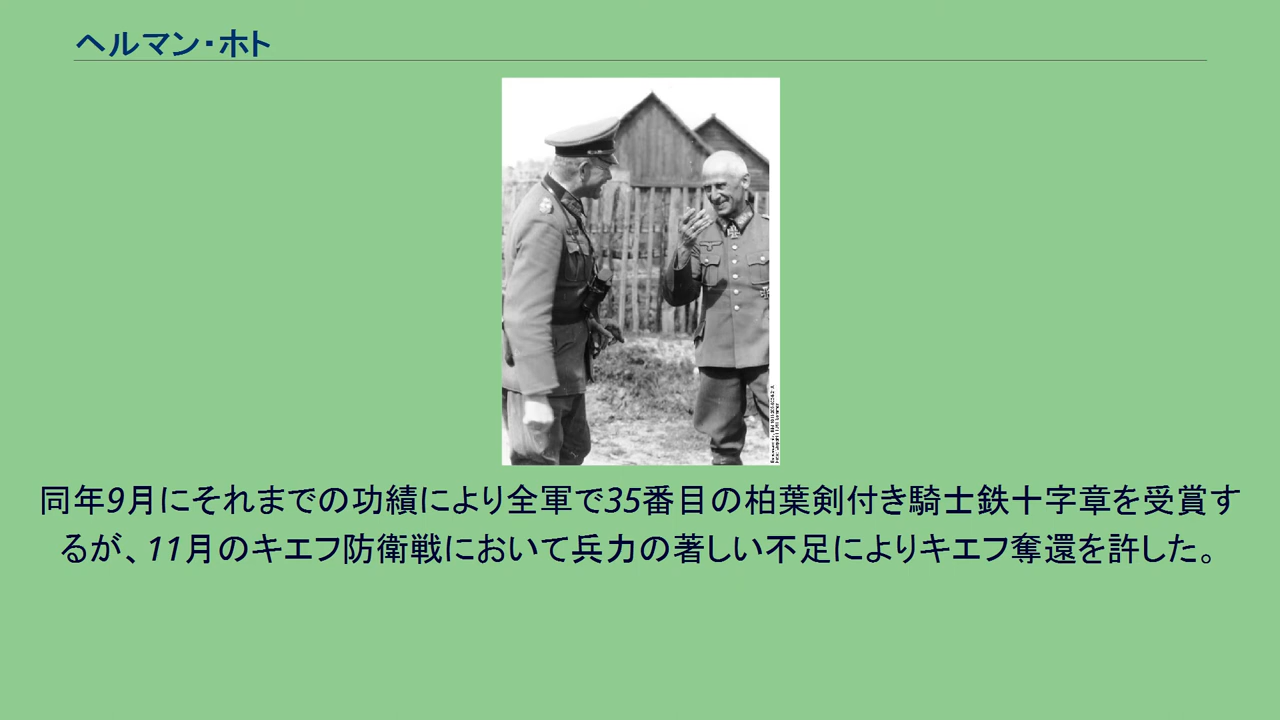 ヘルマン・ホト
同年9月にそれまでの功績により全軍で35番目の柏葉剣付き騎士鉄十字章を受賞す
るが、11月のキエフ防衛戦において兵力の著しい不足によりキエフ奪還を許した。